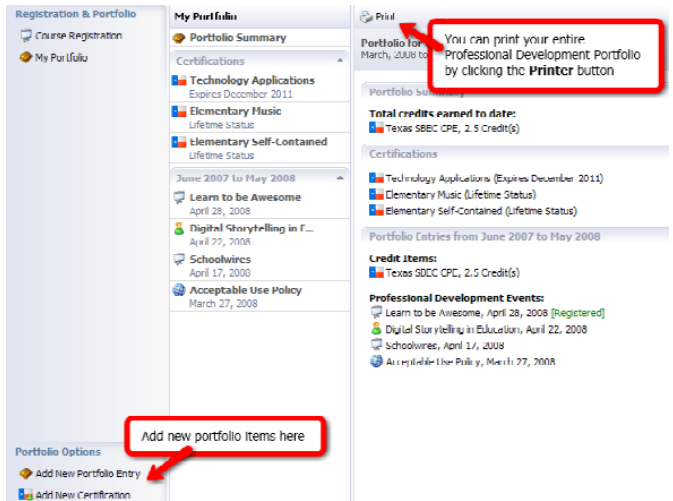 Registration & Portfolio
Course Registration
My Portfolio
My Portfolio
Portfolio Summary
Certifications
Technology Applications
Expires December 2011
Elementary Music
Lifetime Status
Elementary Self-Contained
Lifetime Status
June 2007 to May 2008
Learn to be Awesome
April 28, 2008
Digital Storytelling in E...
April 22, 2008
Schoolwires
April 17, 2008
Acceptable Use Policy
March 27, 2008
Print
Portfolio for
March, 2008 to
You can print your entire
Professional Development Portfolio
by clicking the Printer button
Portfolio Summary
Total credits earned to date:
Texas SBEC CPE, 2.5 Credit(s)
Certifications
Technology Applications (Expires December 2011)
Elementary Music (Lifetime Status)
Elementary Self-Contained (Lifetime Status)
Portfolio Entries from June 2007 to May 2008
Credit Items:
Texas SBEC CPE, 2.5 Credit(s)
Professional Development Events:
Learn to be Awesome, April 28, 2008 [Registered]
Digital Storytelling in Education, April 22, 2008
Schoolwires, April 17, 2008
Acceptable Use Policy, March 27, 2008
Add new portfolio items here
Portfolio Options
Add New Portfolio Entry
Add New Certification